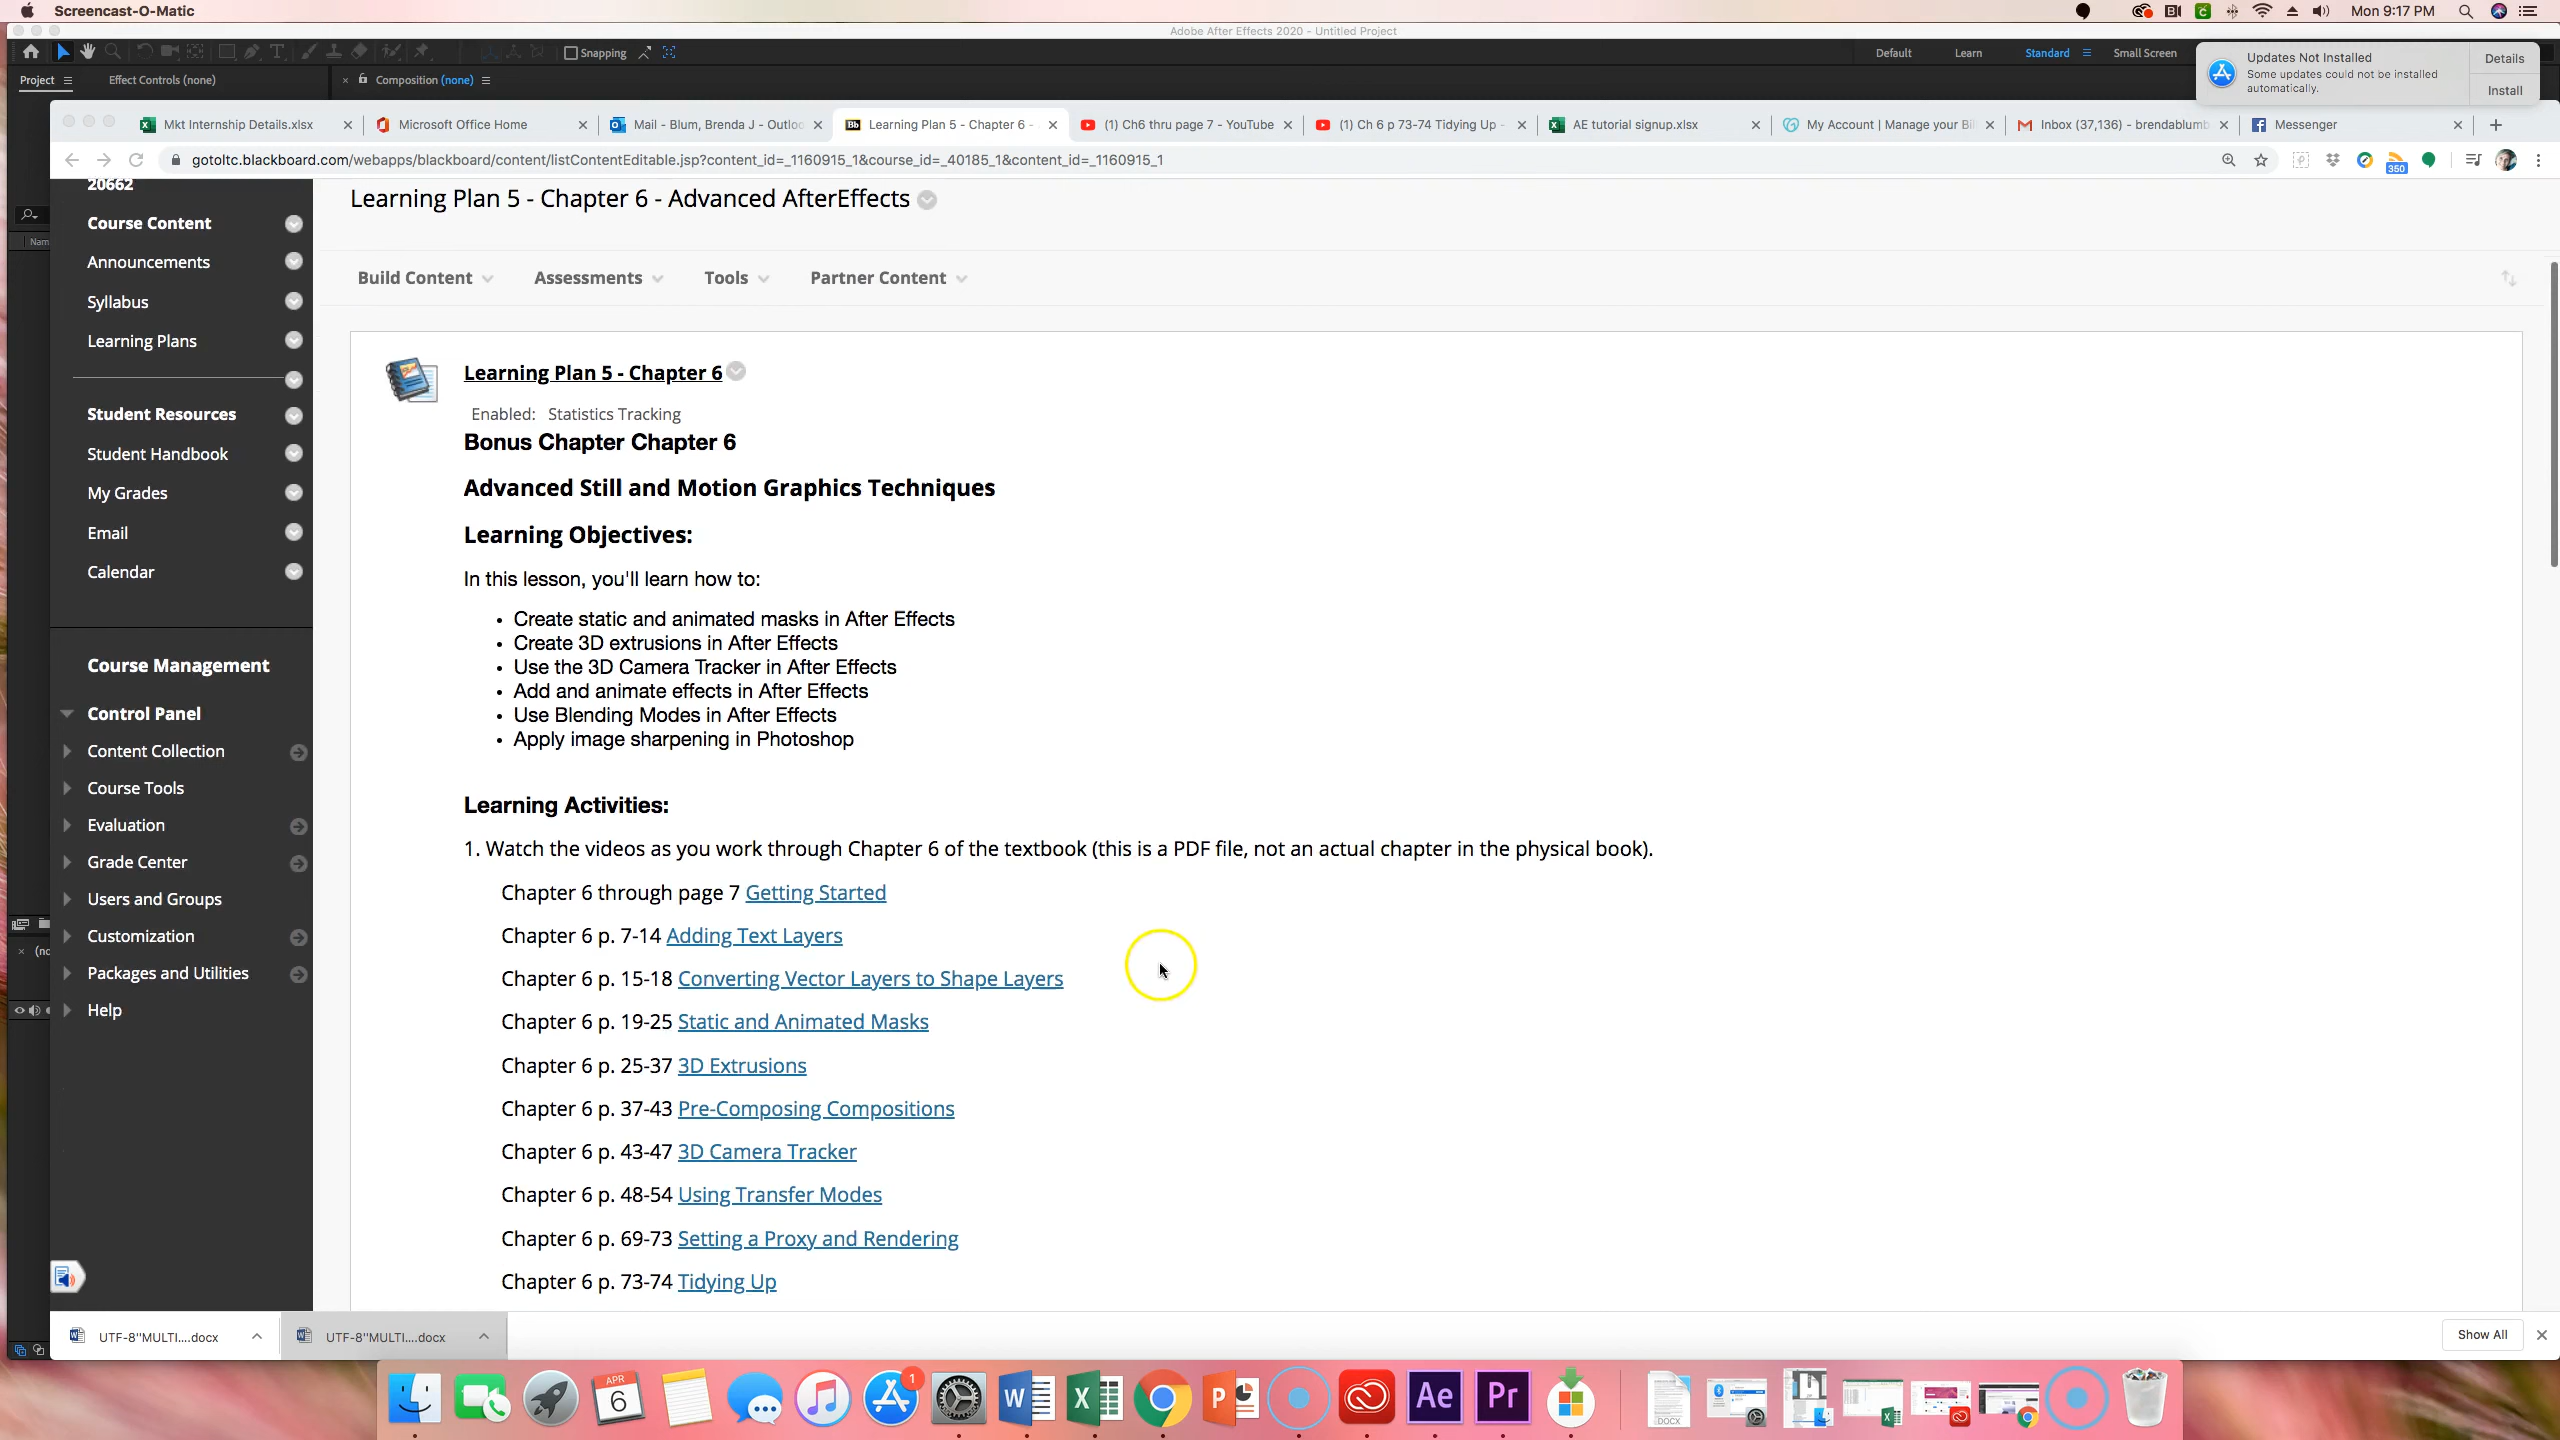 Screencast-O-Matic
Mon 9:17 PM
Adobe After Effects 2020 - Untitled Project
Snapping
Default
Learn
Standard
Small Screen
Updates Not Installed
Some updates could not be installed
automatically.
Details
Install
Project
Effect Controls (none)
Composition (none)
Mkt Internship Details.xlsx
Microsoft Office Home
Mail - Blum, Brenda J - Outlo
Learning Plan 5 - Chapter 6 -
(1) Ch6 thru page 7 - YouTube
(1) Ch 6 p 73-74 Tidying Up -
AE tutorial signup.xlsx
My Account | Manage your Bil
Inbox (37,136) - brendablumb
Messenger
gotoltc.blackboard.com/webapps/blackboard/content/listContentEditable.jsp?content_id=_1160915_1&course_id=_40185_1&content_id=_1160915_1
350
20662
Course Content
Announcements
Syllabus
Learning Plans
Student Resources
Student Handbook
My Grades
Email
Calendar
Course Management
Control Panel
Content Collection
Course Tools
Evaluation
Grade Center
Users and Groups
Customization
Packages and Utilities
Help
Nam
(no
Learning Plan 5 - Chapter 6 - Advanced AfterEffects
Build Content
Assessments
Tools
Partner Content
Learning Plan 5 - Chapter 6
Enabled: Statistics Tracking
Bonus Chapter Chapter 6
Advanced Still and Motion Graphics Techniques
Learning Objectives:
In this lesson, you'll learn how to:
• Create static and animated masks in After Effects
• Create 3D extrusions in After Effects
• Use the 3D Camera Tracker in After Effects
• Add and animate effects in After Effects
• Use Blending Modes in After Effects
• Apply image sharpening in Photoshop
Learning Activities:
1. Watch the videos as you work through Chapter 6 of the textbook (this is a PDF file, not an actual chapter in the physical book).
Chapter 6 through page 7 Getting Started
Chapter 6 p. 7-14 Adding Text Layers
Chapter 6 p. 15-18 Converting Vector Layers to Shape Layers
Chapter 6 p. 19-25 Static and Animated Masks
Chapter 6 p. 25-37 3D Extrusions
Chapter 6 p. 37-43 Pre-Composing Compositions
Chapter 6 p. 43-47 3D Camera Tracker
Chapter 6 p. 48-54 Using Transfer Modes
Chapter 6 p. 69-73 Setting a Proxy and Rendering
Chapter 6 p. 73-74 Tidying Up
UTF-8''MULTI....docx
UTF-8''MULTI....docx
Show All
APR
6
1
Ae
Pr
DOCX